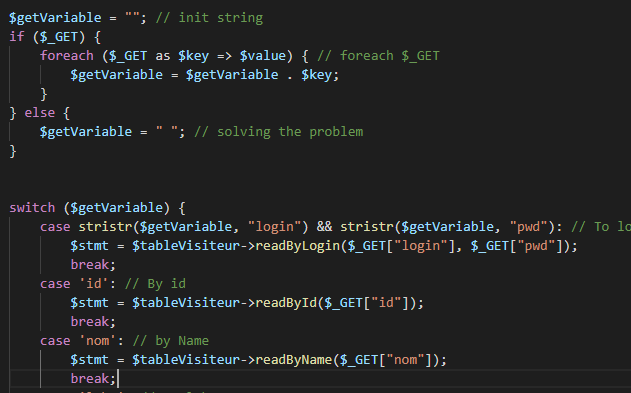 $getVariable = ""; // init string
if ($_GET) {
    foreach ($_GET as $key => $value) { // foreach $_GET
        $getVariable = $getVariable . $key;
    }
} else {
    $getVariable = " "; // solving the problem
}
switch ($getVariable) {
    case stristr($getVariable, "login") && stristr($getVariable, "pwd"): // To lo
        $stmt = $tableVisiteur->readByLogin($_GET["login"], $_GET["pwd"]);
        break;
    case 'id': // By id
        $stmt = $tableVisiteur->readById($_GET["id"]);
        break;
    case 'nom': // by Name
        $stmt = $tableVisiteur->readByName($_GET["nom"]);
        break;